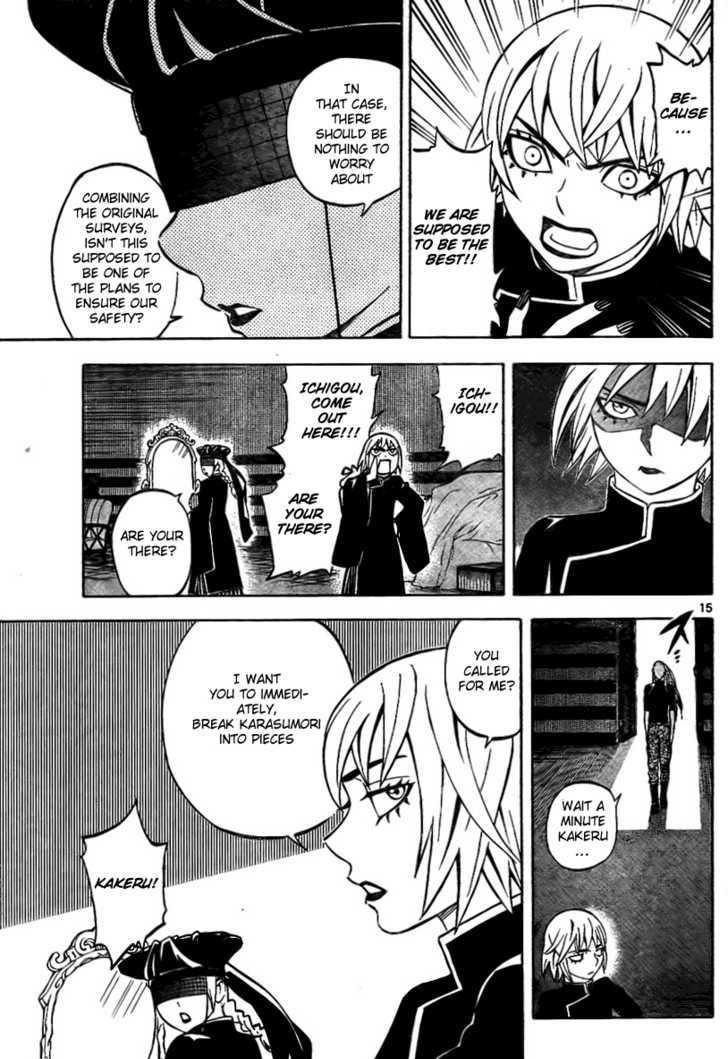 BE-
CAUSE
...
WE ARE
SUPPOSED
TO BE THE
BEST!!
IN
THAT CASE,
THERE
SHOULD BE
NOTHING TO
WORRY
ABOUT
COMBINING
THE ORIGINAL
SURVEYS,
ISN'T THIS
SUPPOSED TO
BE ONE OF
THE PLANS TO
ENSURE OUR
SAFETY?
ICH-
IGOU!!
ICHIGOU,
COME
OUT
HERE!!!
ARE
YOUR
THERE?
ARE YOUR
THERE?
15
WAIT A
MINUTE
KAKERU
...
YOU
CALLED
FOR ME?
I WANT
YOU TO IMMEDI-
ATELY,
BREAK KARASUMORI
INTO PIECES
KAKERU!